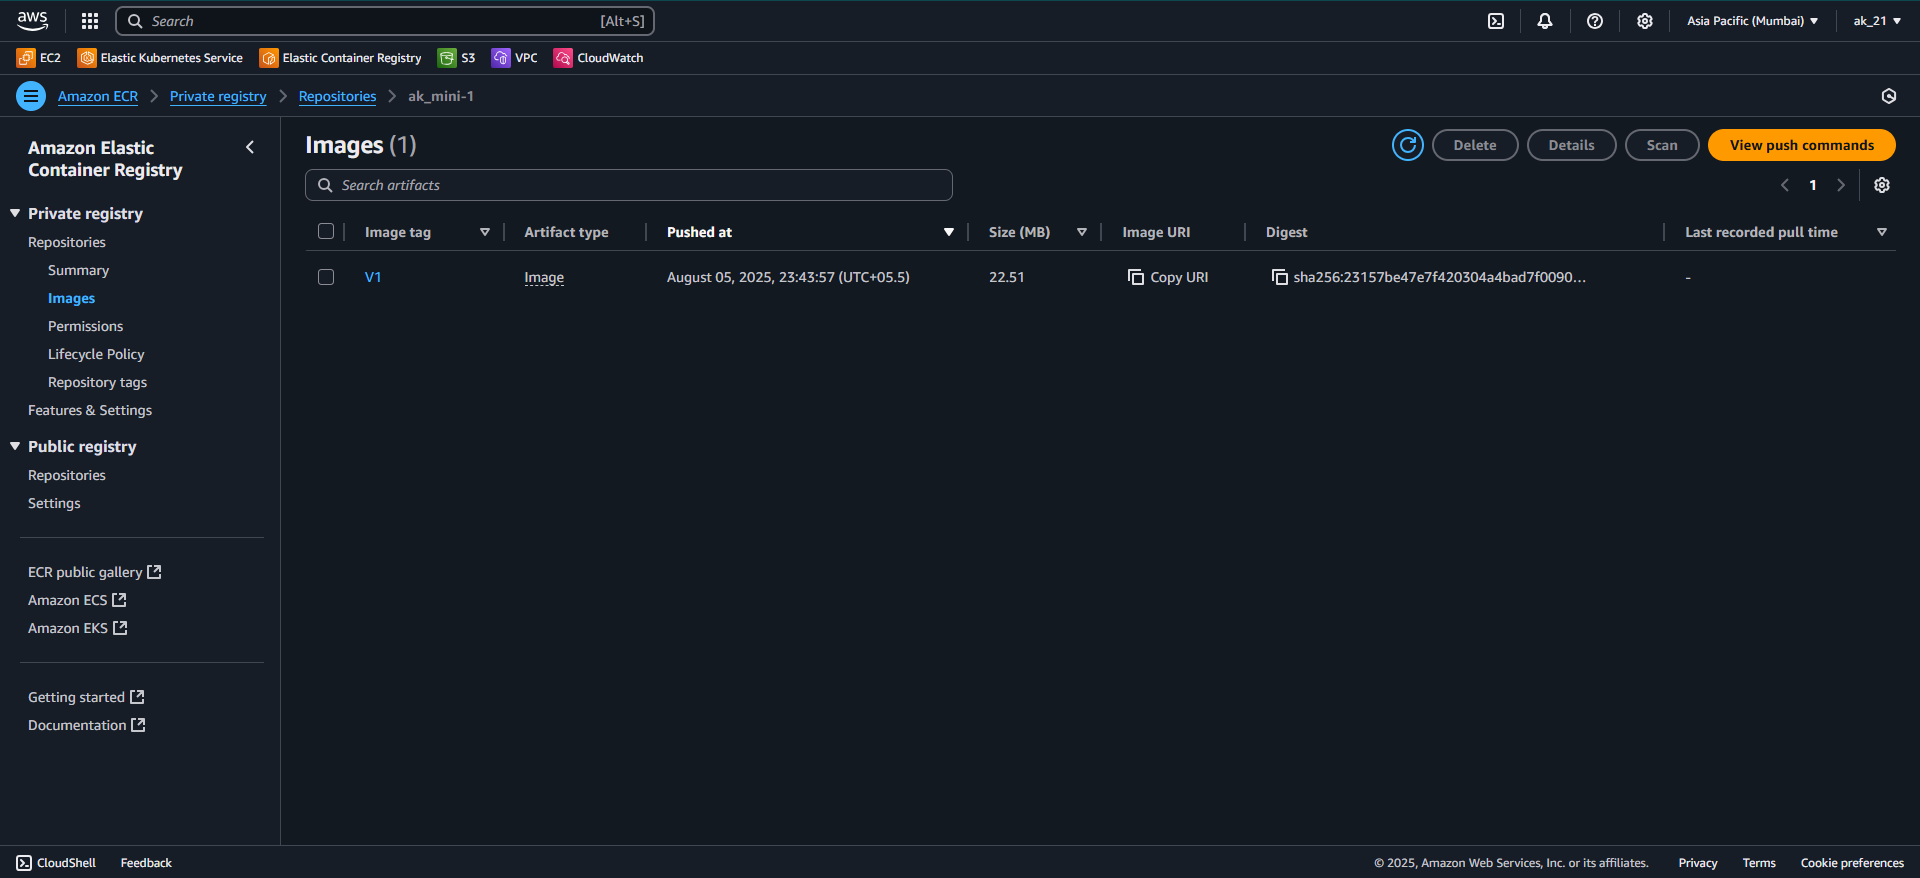 aws
Search [Alt+S]
Asia Pacific (Mumbai)
ak_21
EC2
Elastic Kubernetes Service
Elastic Container Registry
S3
VPC
CloudWatch
Amazon ECR
Private registry
Repositories
ak_mini-1
Amazon Elastic
Container Registry
Private registry
Repositories
Summary
Images
Permissions
Lifecycle Policy
Repository tags
Features & Settings
Public registry
Repositories
Settings
ECR public gallery
Amazon ECS
Amazon EKS
Getting started
Documentation
Images (1)
Delete
Details
Scan
View push commands
Search artifacts
1
Image tag
Artifact type
Pushed at
Size (MB)
Image URI
Digest
Last recorded pull time
V1
Image
August 05, 2025, 23:43:57 (UTC+05.5)
22.51
Copy URI
sha256:23157be47e7f420304a4bad7f0090...
-
CloudShell
Feedback
© 2025, Amazon Web Services, Inc. or its affiliates.
Privacy
Terms
Cookie preferences